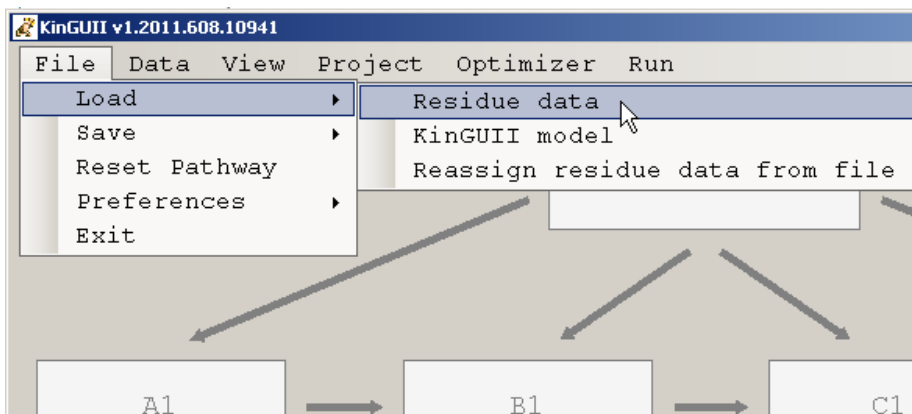 KinGUII v1.2011.608.10941
File Data View Project Optimizer Run
Load Residue data
Save KinGUII model
Reset Pathway Reassign residue data from file
Preferences
Exit
A1 B1 C1